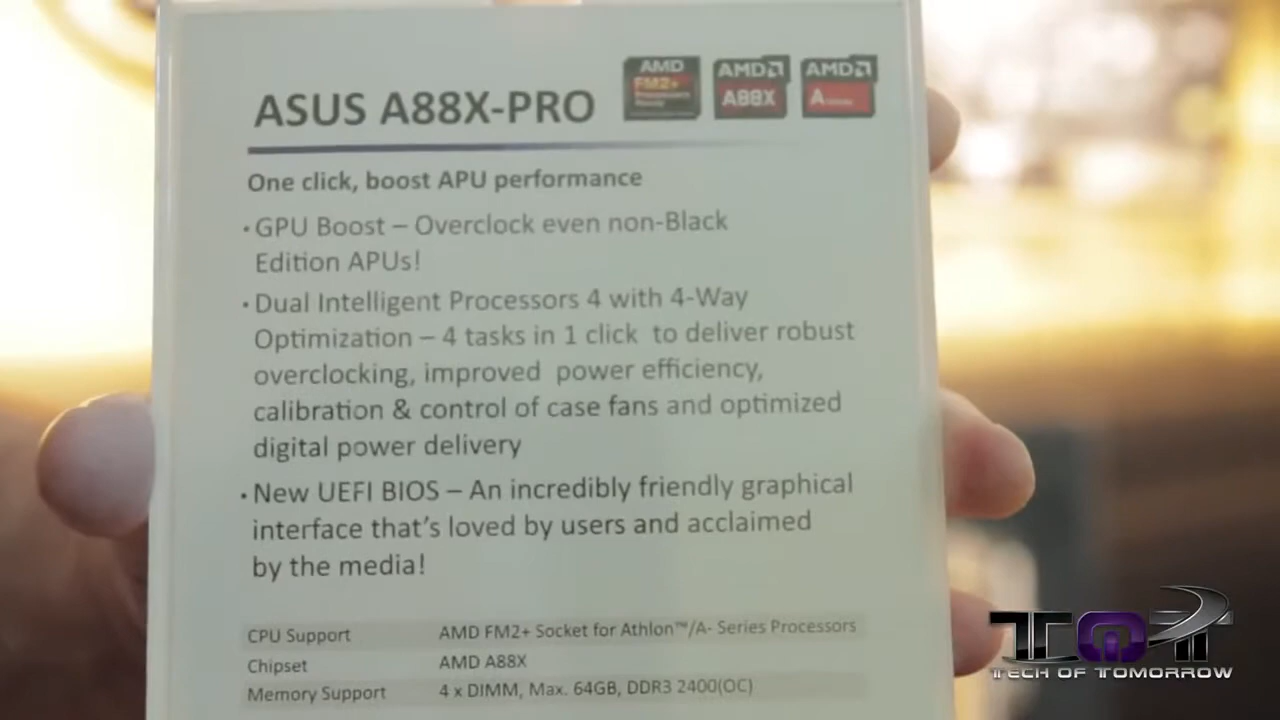 ASUS A88X-PRO
AMD
FM2+
AMD
A88X
AMD
A
One click, boost APU performance
· GPU Boost – Overclock even non-Black
Edition APUs!
· Dual Intelligent Processors 4 with 4-Way
Optimization – 4 tasks in 1 click to deliver robust
overclocking, improved power efficiency,
calibration & control of case fans and optimized
digital power delivery
· New UEFI BIOS – An incredibly friendly graphical
interface that's loved by users and acclaimed
by the media!
CPU Support AMD FM2+ Socket for Athlon™/A- Series Processors
Chipset AMD A88X
Memory Support 4 x DIMM, Max. 64GB, DDR3 2400(OC)
TOT
TECH OF TOMORROW